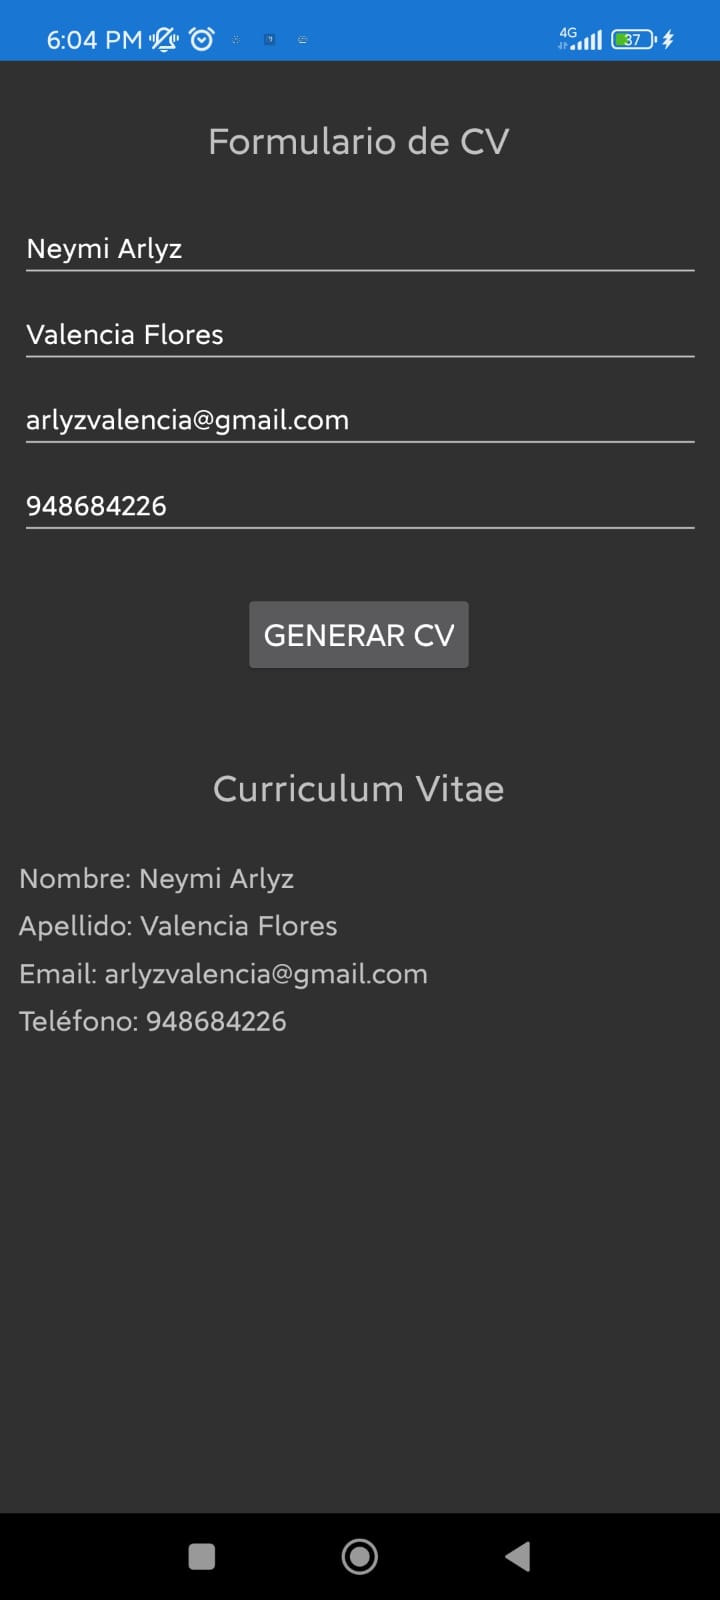 6:04 PM
4G
37
Formulario de CV
Neymi Arlyz
Valencia Flores
arlyzvalencia@gmail.com
948684226
GENERAR CV
Curriculum Vitae
Nombre: Neymi Arlyz
Apellido: Valencia Flores
Email: arlyzvalencia@gmail.com
Teléfono: 948684226